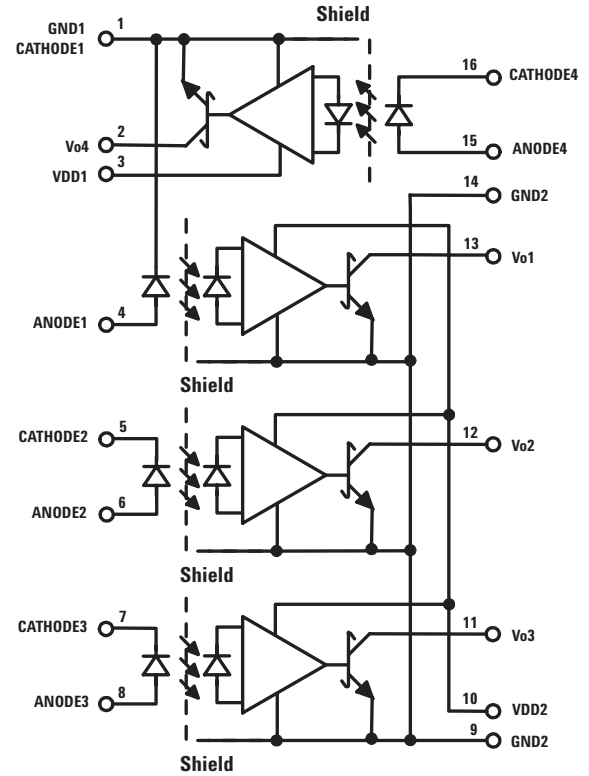 Shield
GND1 1
CATHODE1
16 CATHODE4
2
Vo4
3
VDD1
15 ANODE4
14 GND2
13 Vo1
ANODE1 4
Shield
CATHODE2 5
12 Vo2
6
ANODE2
Shield
CATHODE3 7
11 Vo3
ANODE3 8
10 VDD2
9 GND2
Shield